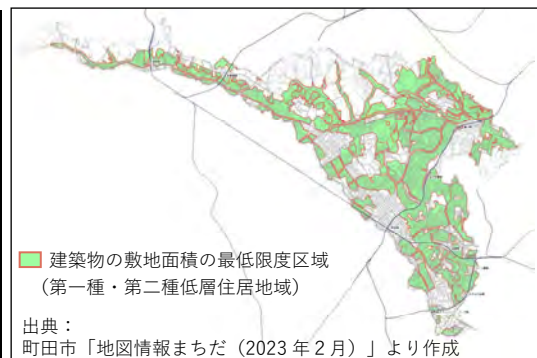 建築物の敷地面積の最低限度区域
（第一種・第二種低層住居地域）
出典：
町田市「地図情報まちだ（2023 年 2 月）」より作成